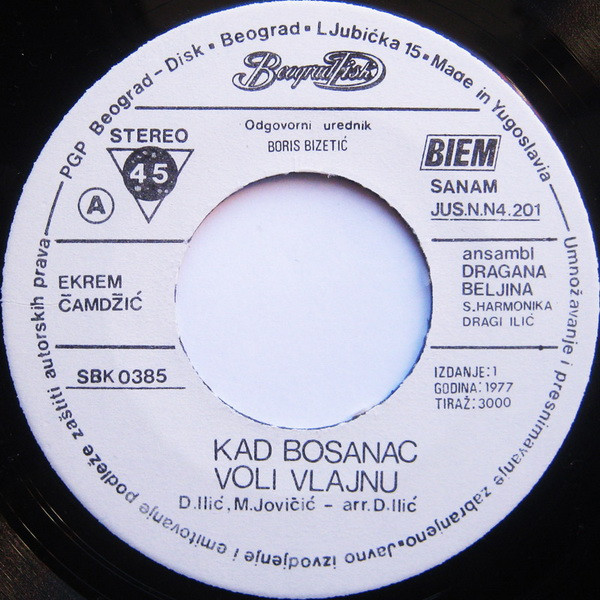 PGP Beograd-Disk • Beograd • LJubićka 15 • Made in Yugoslavia
Umnožavanje i presnimavanje zabranjeno • Javno izvodjenje i emitovanje podleže zaštiti autorskih prava
Beograd Disk
Odgovorni urednik
BORIS BIZETIĆ
STEREO
45
A
BIEM
SANAM
JUS.N.N4.201
EKREM
ČAMDŽIĆ
ansambl
DRAGANA
BELJINA
S.HARMONIKA
DRAGI ILIĆ
SBK 0385
IZDANJE:1
GODINA:1977
TIRAŽ:3000
KAD BOSANAC
VOLI VLAJNU
D.Ilić, M.Jovičić - arr. D.Ilić